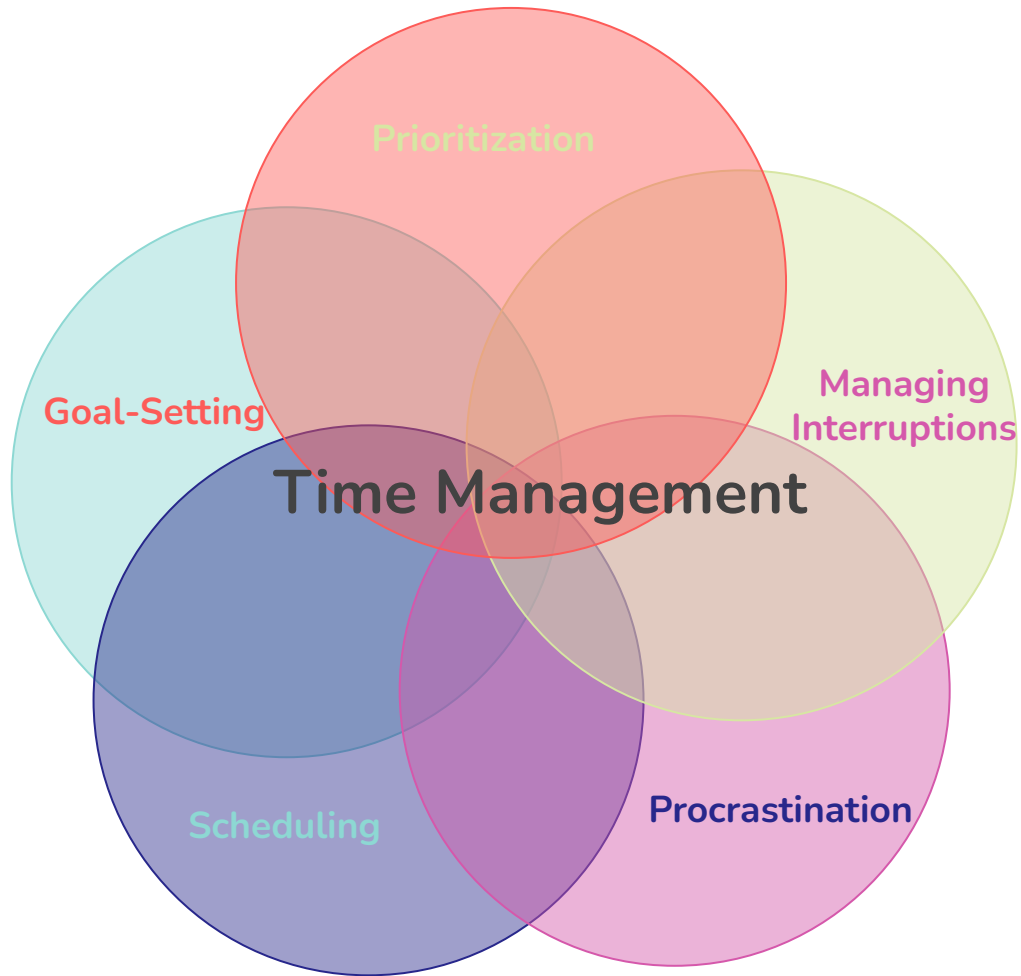 Prioritization
Managing
Interruptions
Goal-Setting
Time Management
Procrastination
Scheduling